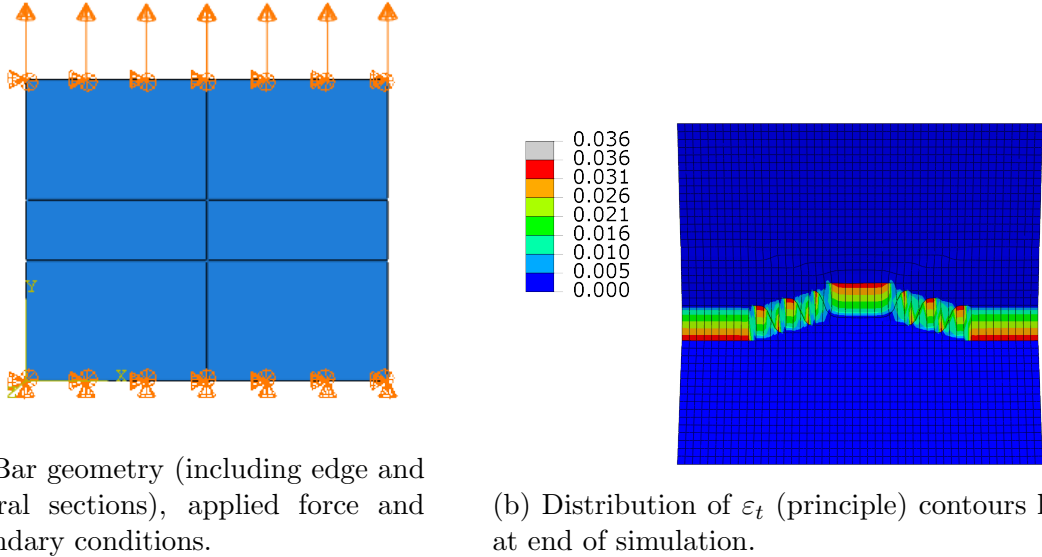 0.036
0.036
0.031
0.026
0.021
0.016
0.010
0.005
0.000
Y
X
Z
Bar geometry (including edge and
ral sections), applied force and
ndary conditions.
(b) Distribution of εt (principle) contours
at end of simulation.